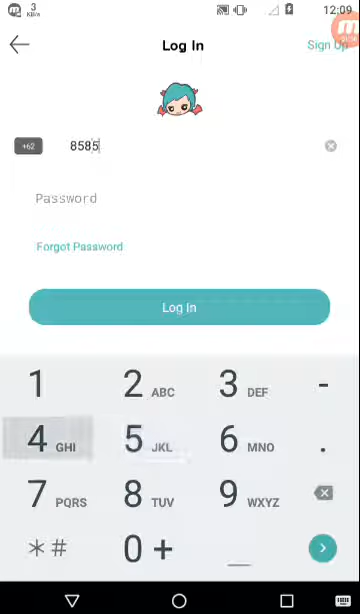 3
KB/s
12:09
Log In
Sign Up
+62
8585
Password
Forgot Password
Log In
1
2 ABC
3 DEF
-
4 GHI
5 JKL
6 MNO
.
7 PQRS
8 TUV
9 WXYZ
*#
0 +
_